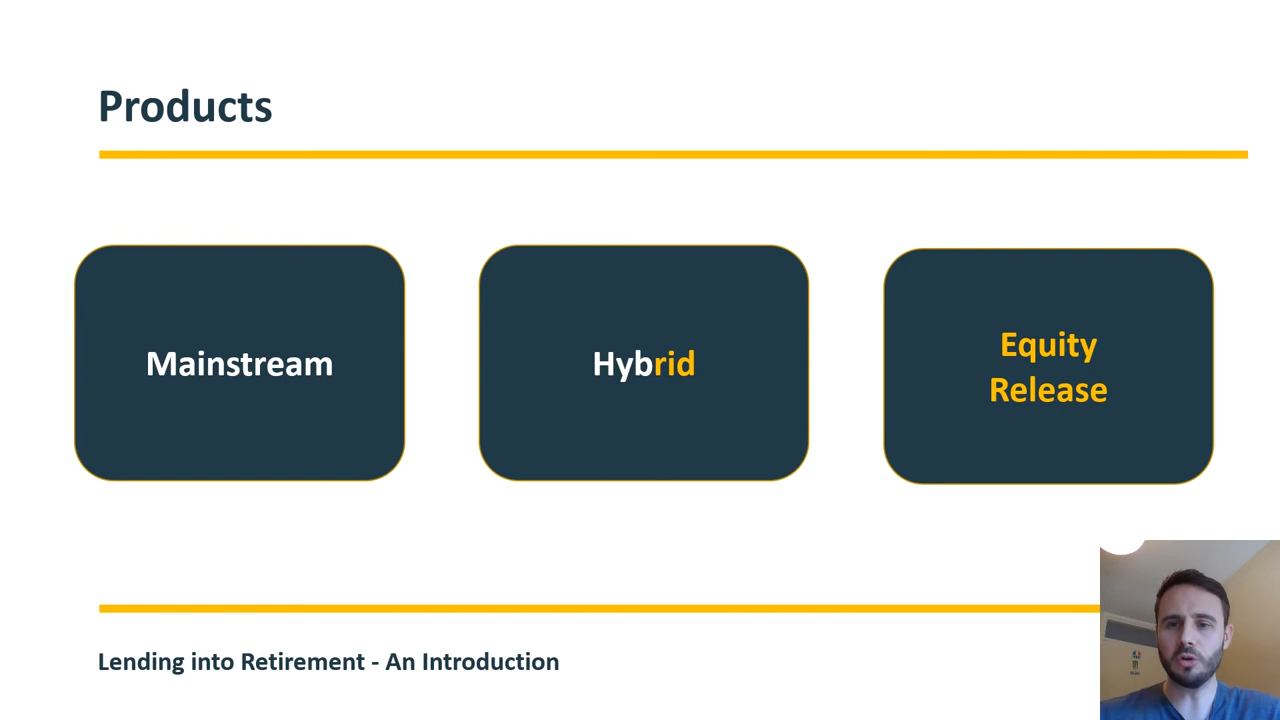 Products
Mainstream
Hybrid
Equity
Release
Lending into Retirement - An Introduction